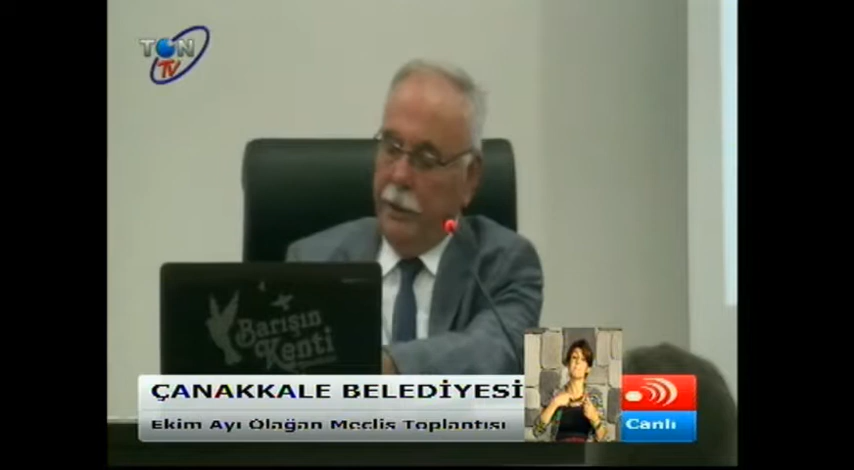 TON
TV
Barışın
Kenti
ÇANAKKALE BELEDİYESİ
Ekim Ayı Olağan Meclis Toplantısı
Canlı